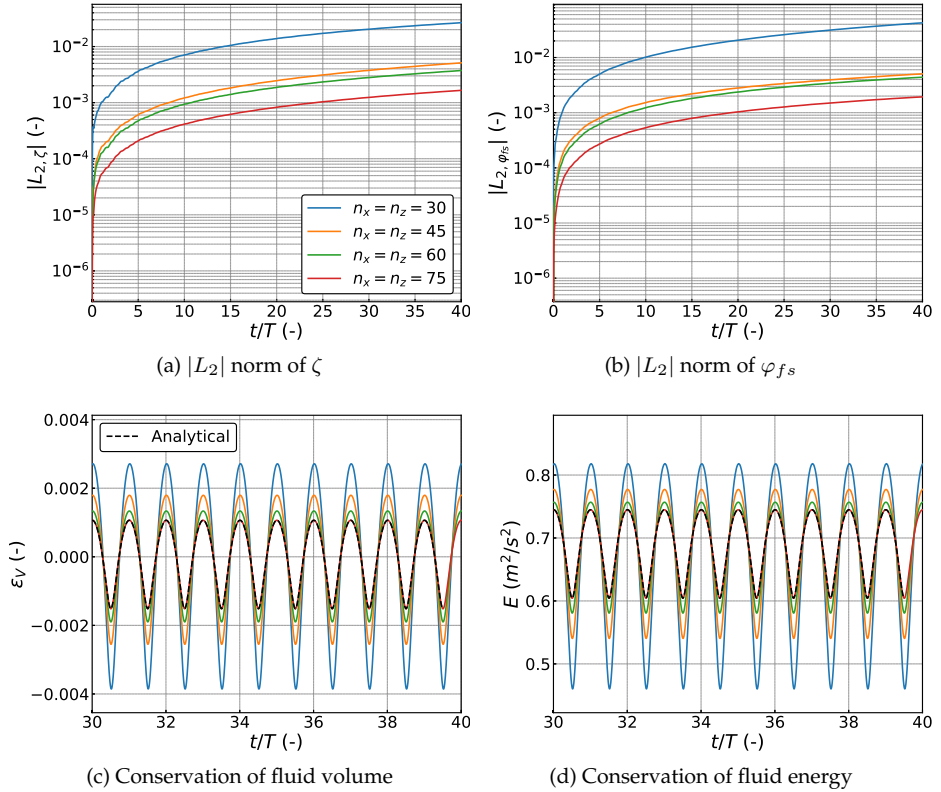 10⁻²
10⁻³
10⁻⁴
10⁻⁵
10⁻⁶
|L₂,ζ| (-)
nₓ = n_z = 30
nₓ = n_z = 45
nₓ = n_z = 60
nₓ = n_z = 75
0 5 10 15 20 25 30 35 40
t/T (-)
(a) |L₂| norm of ζ
10⁻²
10⁻³
10⁻⁴
10⁻⁵
10⁻⁶
|L₂,φ_fs| (-)
0 5 10 15 20 25 30 35 40
t/T (-)
(b) |L₂| norm of φ_fs
0.004
0.002
0.000
−0.002
−0.004
ε_V (-)
Analytical
30 32 34 36 38 40
t/T (-)
(c) Conservation of fluid volume
0.8
0.7
0.6
0.5
E (m²/s²)
30 32 34 36 38 40
t/T (-)
(d) Conservation of fluid energy